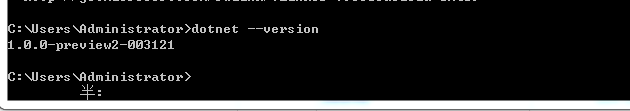 C:\Users\Administrator>dotnet --version
1.0.0-preview2-003121
C:\Users\Administrator>
半: